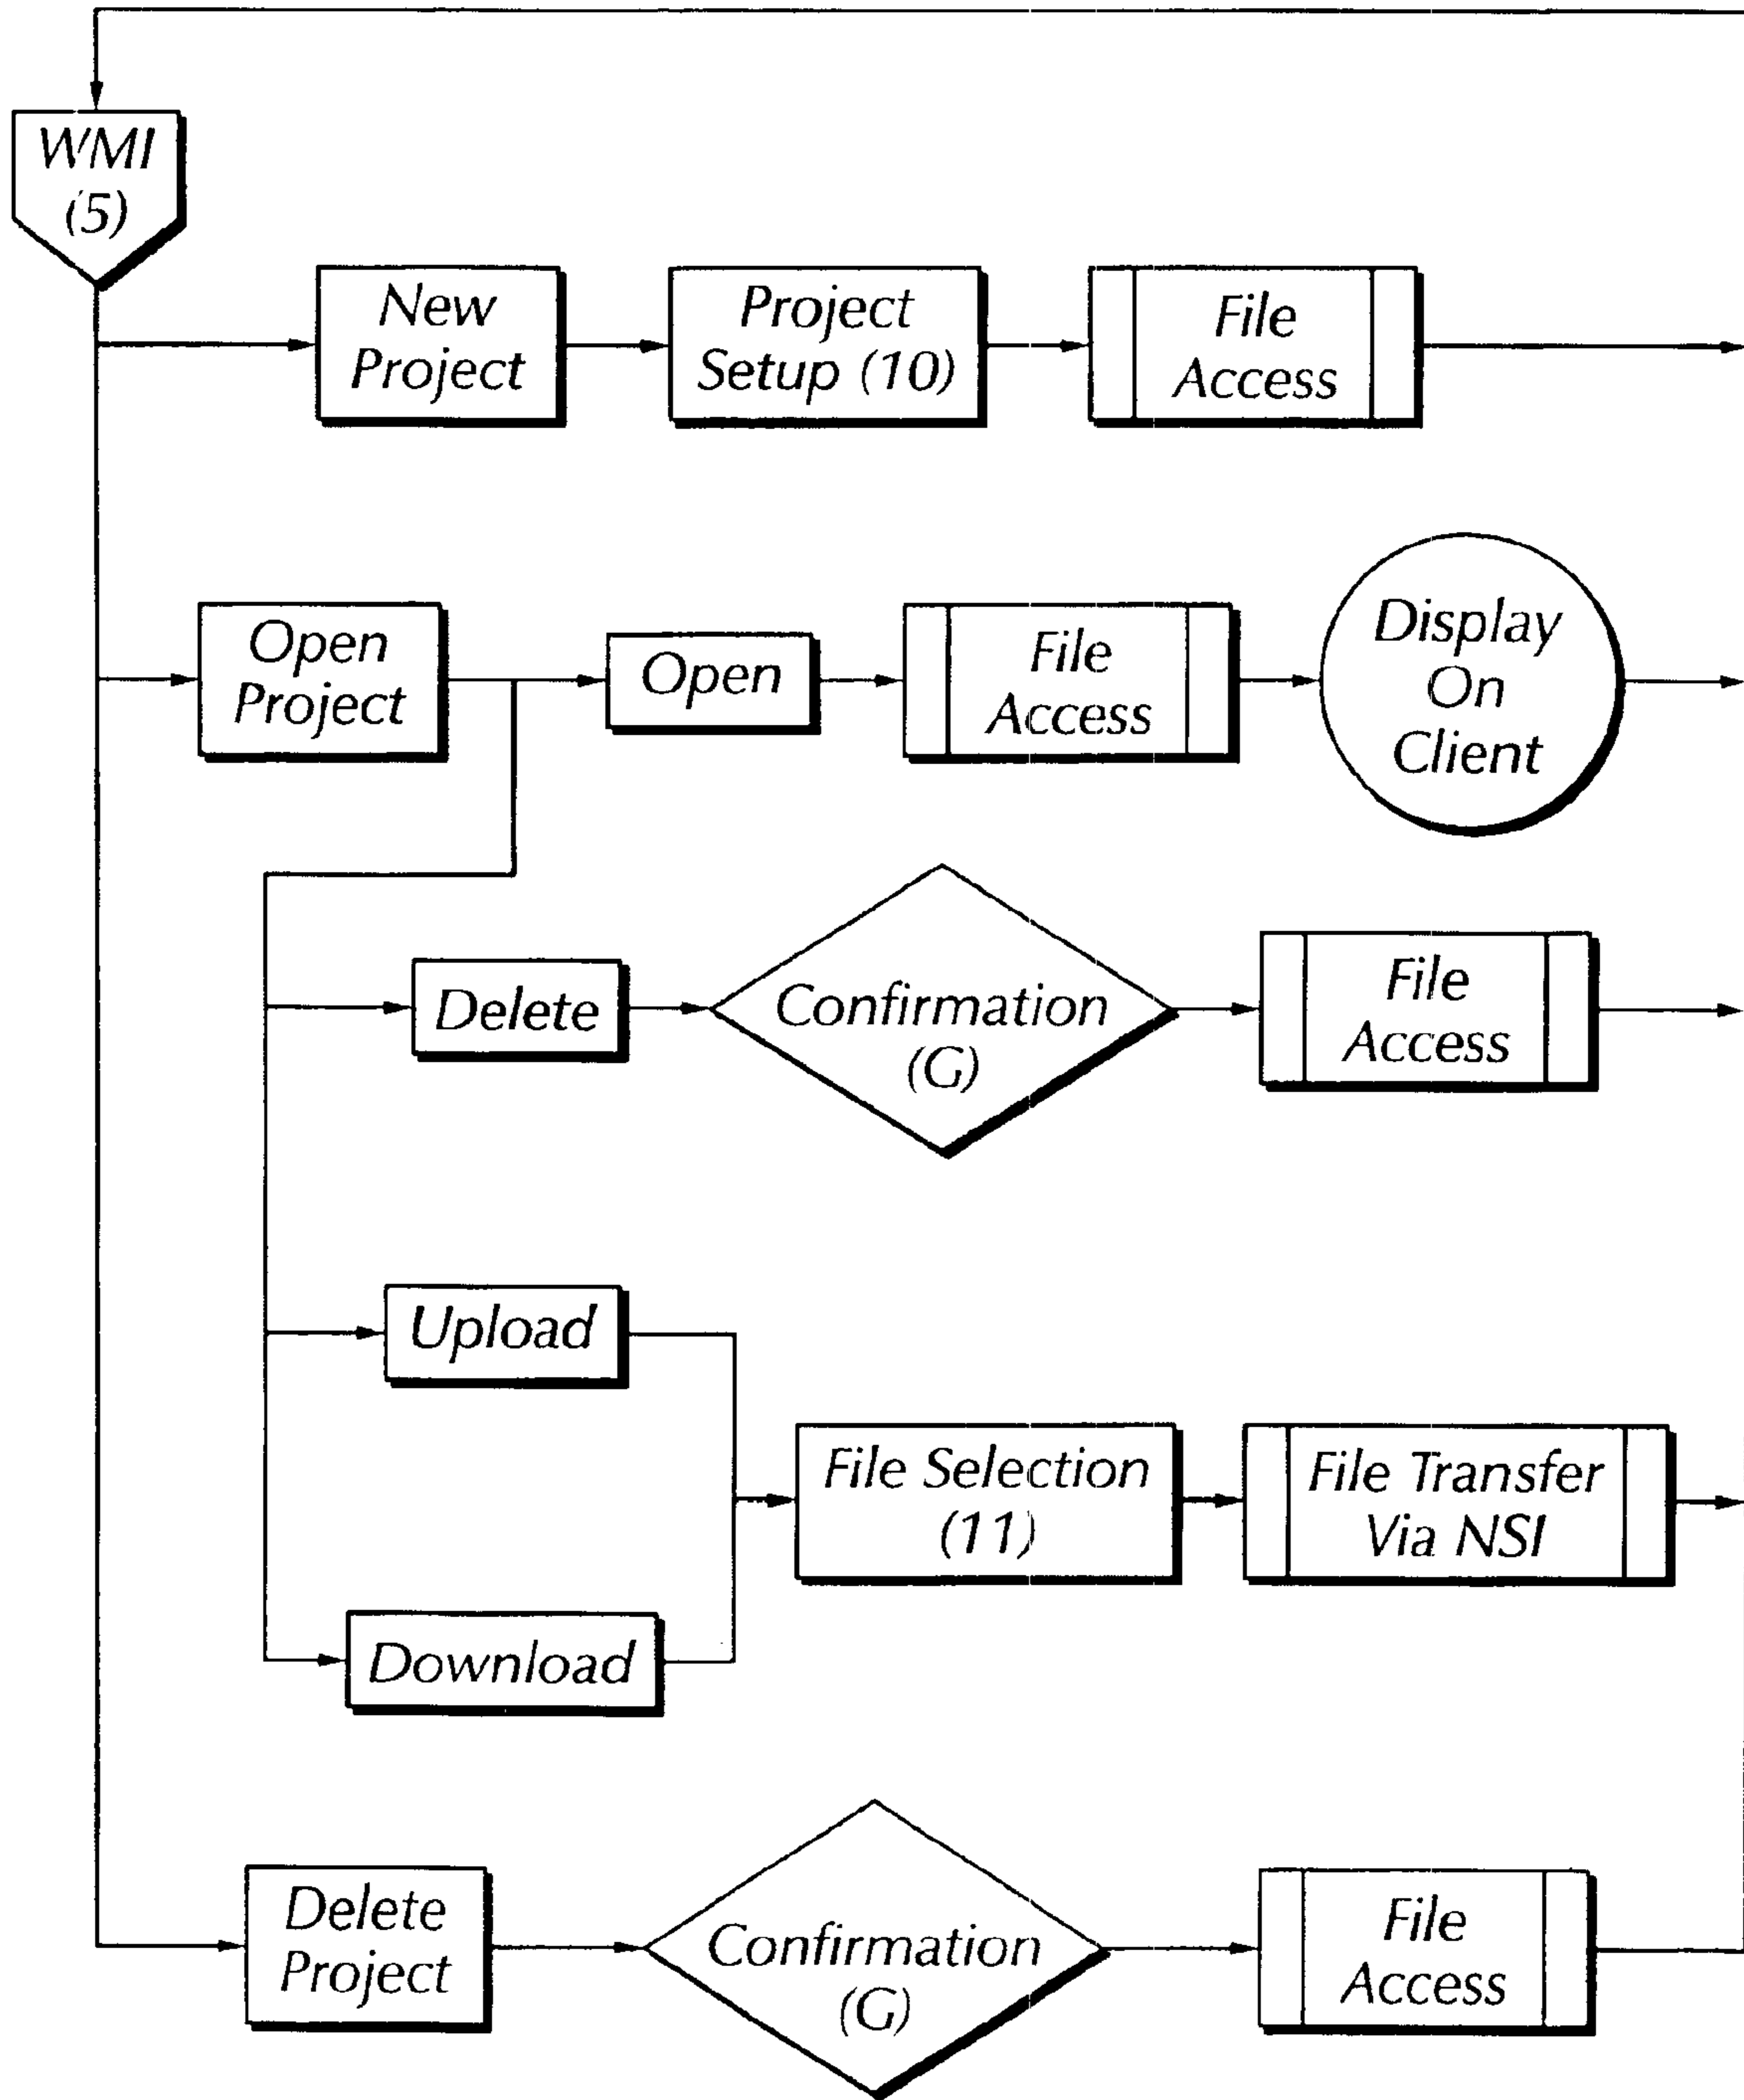 WMI
(5)
New
Project
Project
Setup (10)
File
Access
Open
Project
Open
File
Access
Display
On
Client
Delete
Confirmation
(G)
File
Access
Upload
Download
File Selection
(11)
File Transfer
Via NSI
Delete
Project
Confirmation
(G)
File
Access